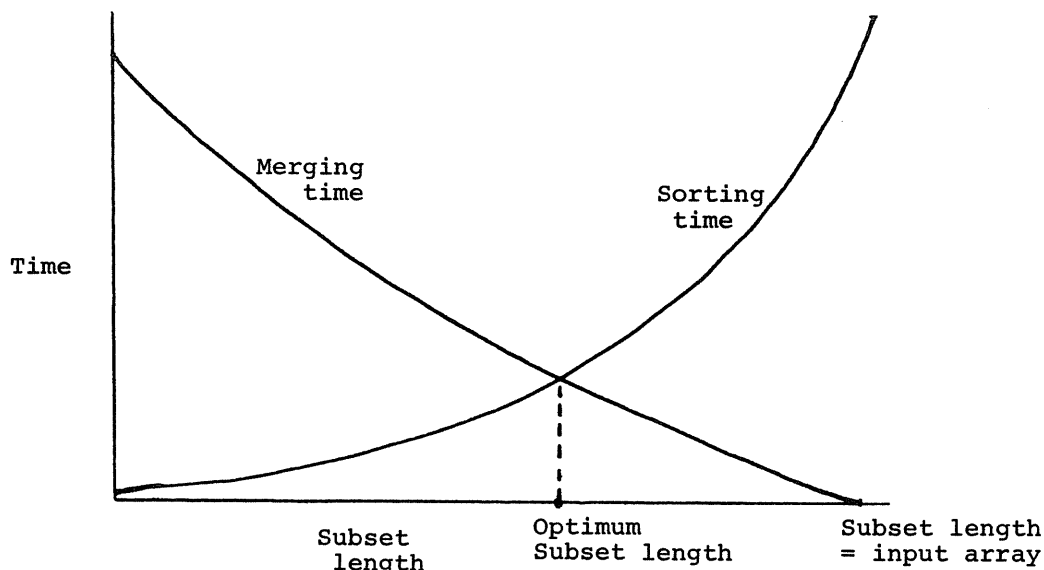 Merging
time
Sorting
time
Time
Subset
length
Optimum
Subset length
Subset length
= input array